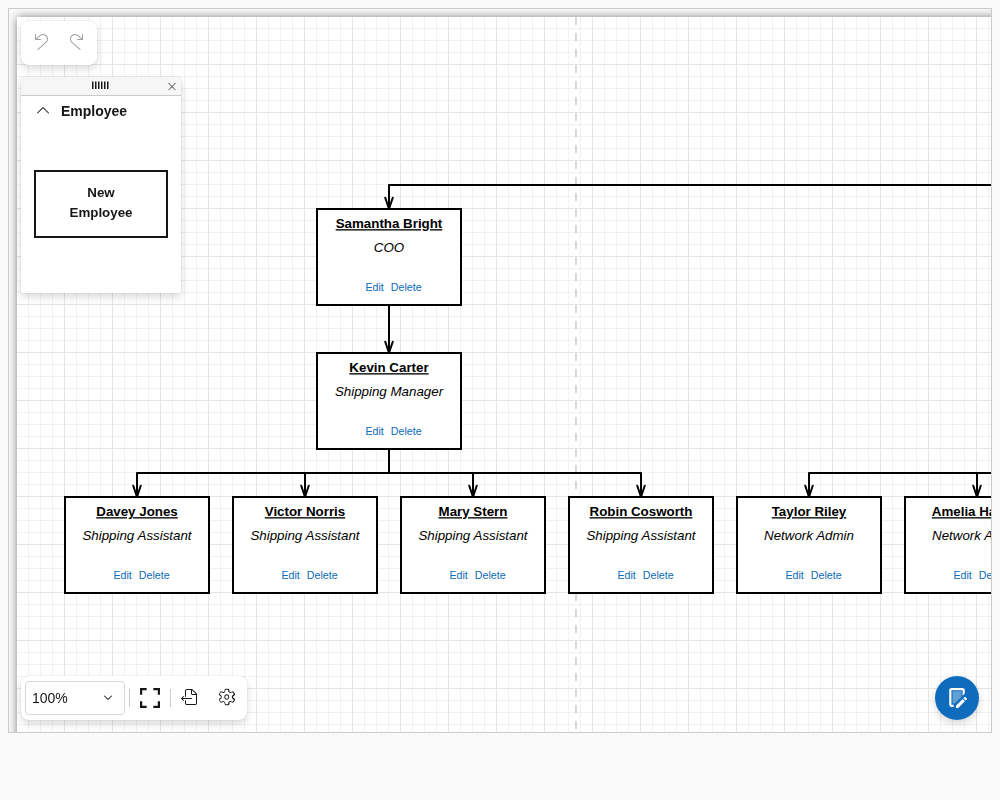 Employee
New
Employee
Samantha Bright
COO
Edit Delete
Kevin Carter
Shipping Manager
Edit Delete
Davey Jones
Shipping Assistant
Edit Delete
Victor Norris
Shipping Assistant
Edit Delete
Mary Stern
Shipping Assistant
Edit Delete
Robin Cosworth
Shipping Assistant
Edit Delete
Taylor Riley
Network Admin
Edit Delete
Amelia
Network
Edit
100%